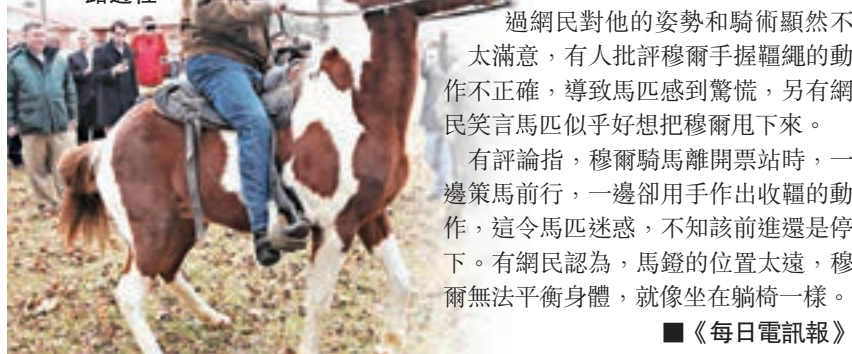 過網民對他的姿勢和騎術顯然不
太滿意，有人批評穆爾手握韁繩的動
作不正確，導致馬匹感到驚慌，另有網
民笑言馬匹似乎好想把穆爾甩下來。
有評論指，穆爾騎馬離開票站時，一
邊策馬前行，一邊卻用手作出收韁的動
作，這令馬匹迷惑，不知該前進還是停
下。有網民認為，馬鐙的位置太遠，穆
爾無法平衡身體，就像坐在躺椅一樣。
■《每日電訊報》